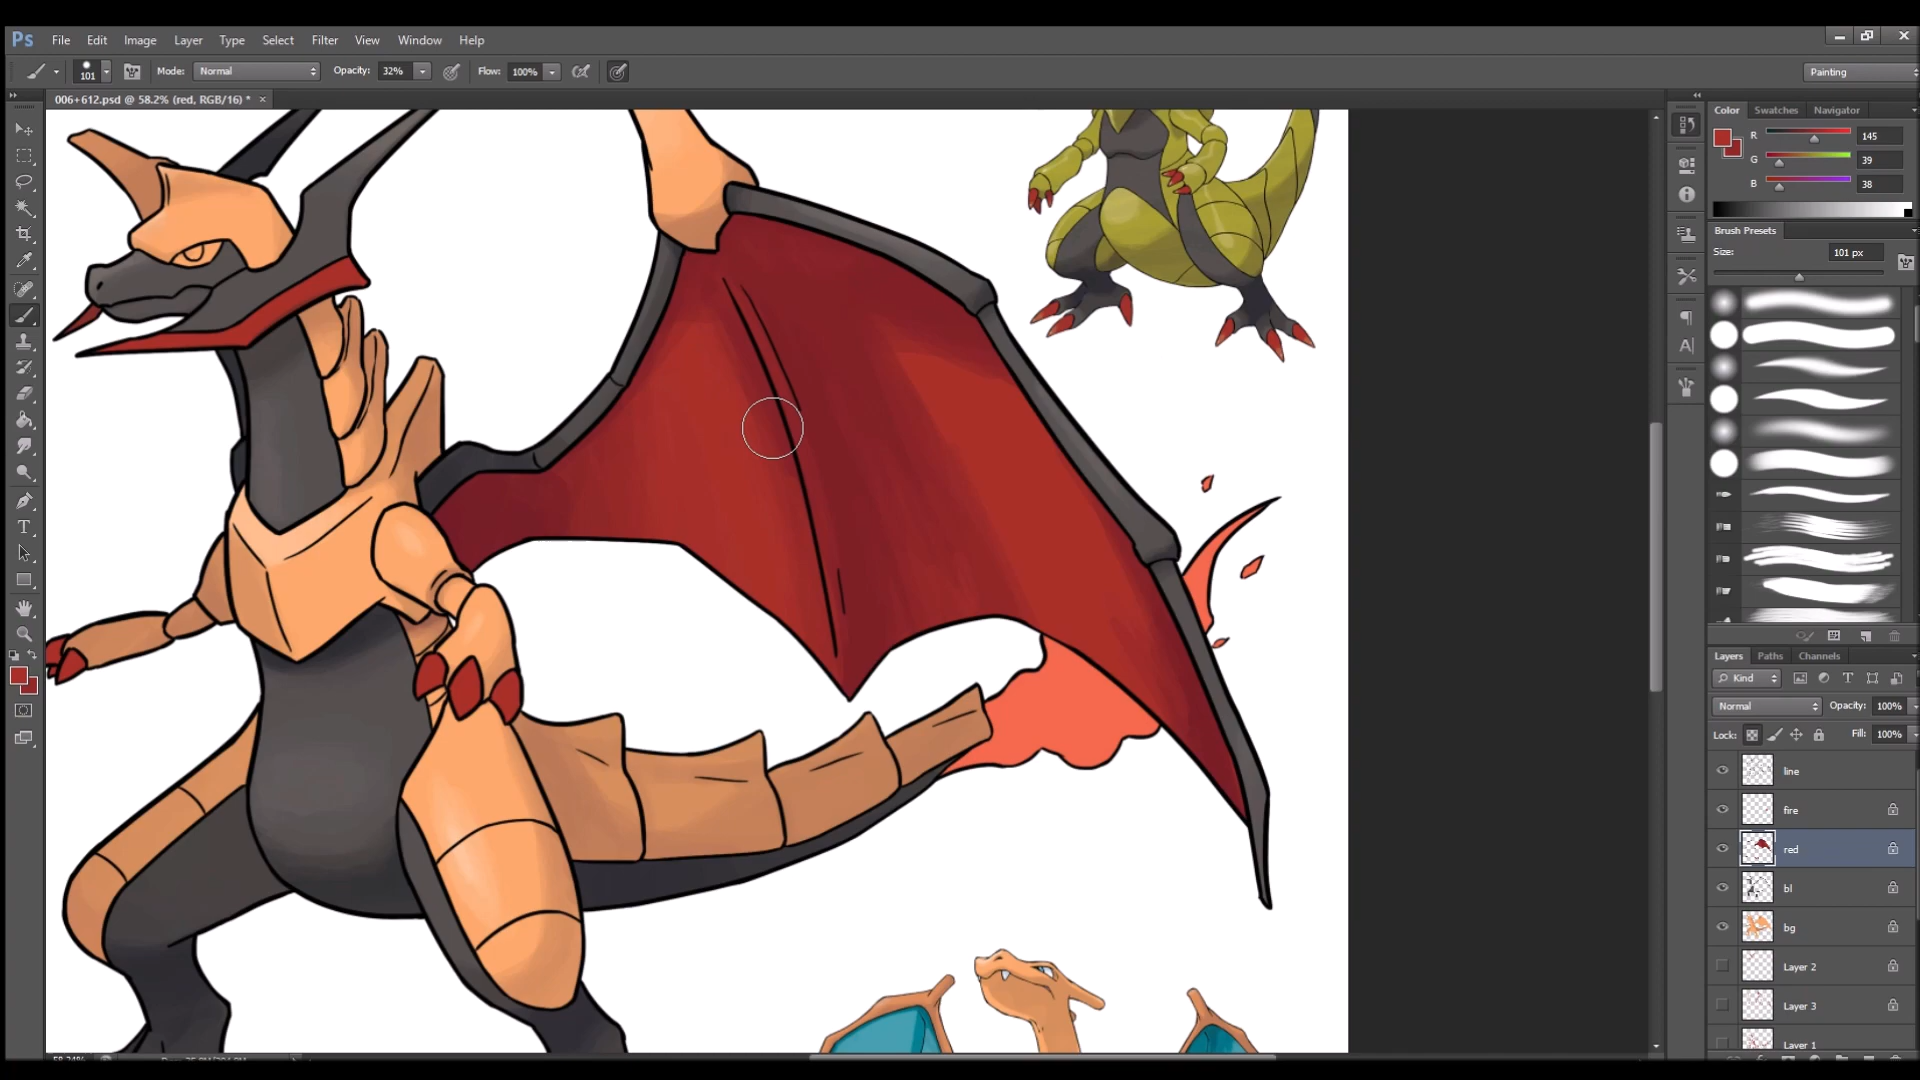 Ps File Edit Image Layer Type Select Filter View Window Help
101 Mode: Normal Opacity: 32% Flow: 100% Painting
006+612.psd @ 58.2% (red, RGB/16) * ×
Color Swatches Navigator
R 145
G 39
B 38
Brush Presets
Size: 101 px
T
A
Layers Paths Channels
Kind T
Normal Opacity: 100%
Lock: Fill: 100%
line
fire
red
bl
bg
Layer 2
Layer 3
Layer 1